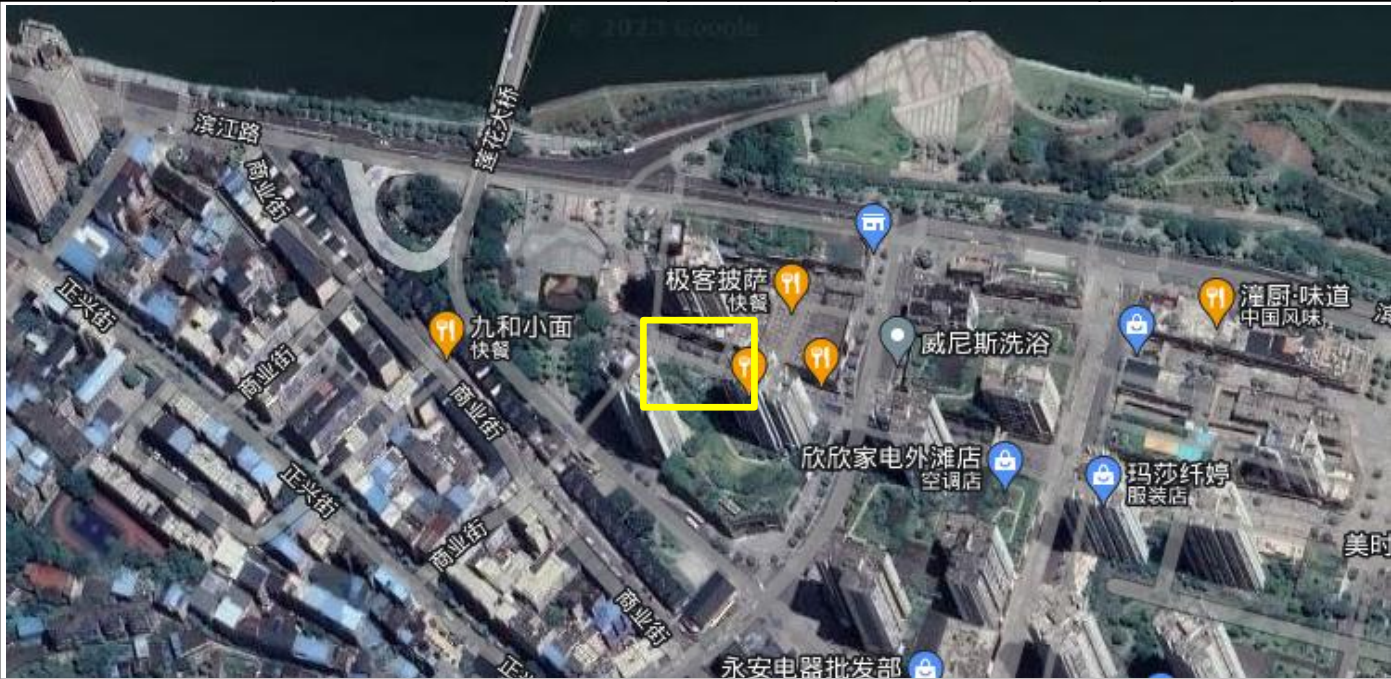 © 2023 Google
滨江路
莲花大桥
商业街
正兴街
极客披萨
快餐
潼厨·味道
中国风味
滨
九和小面
快餐
威尼斯洗浴
商业街
商业街
欣欣家电外滩店
空调店
玛莎纤婷
服装店
正兴街
商业街
美时
商业街
正兴
永安电器批发部